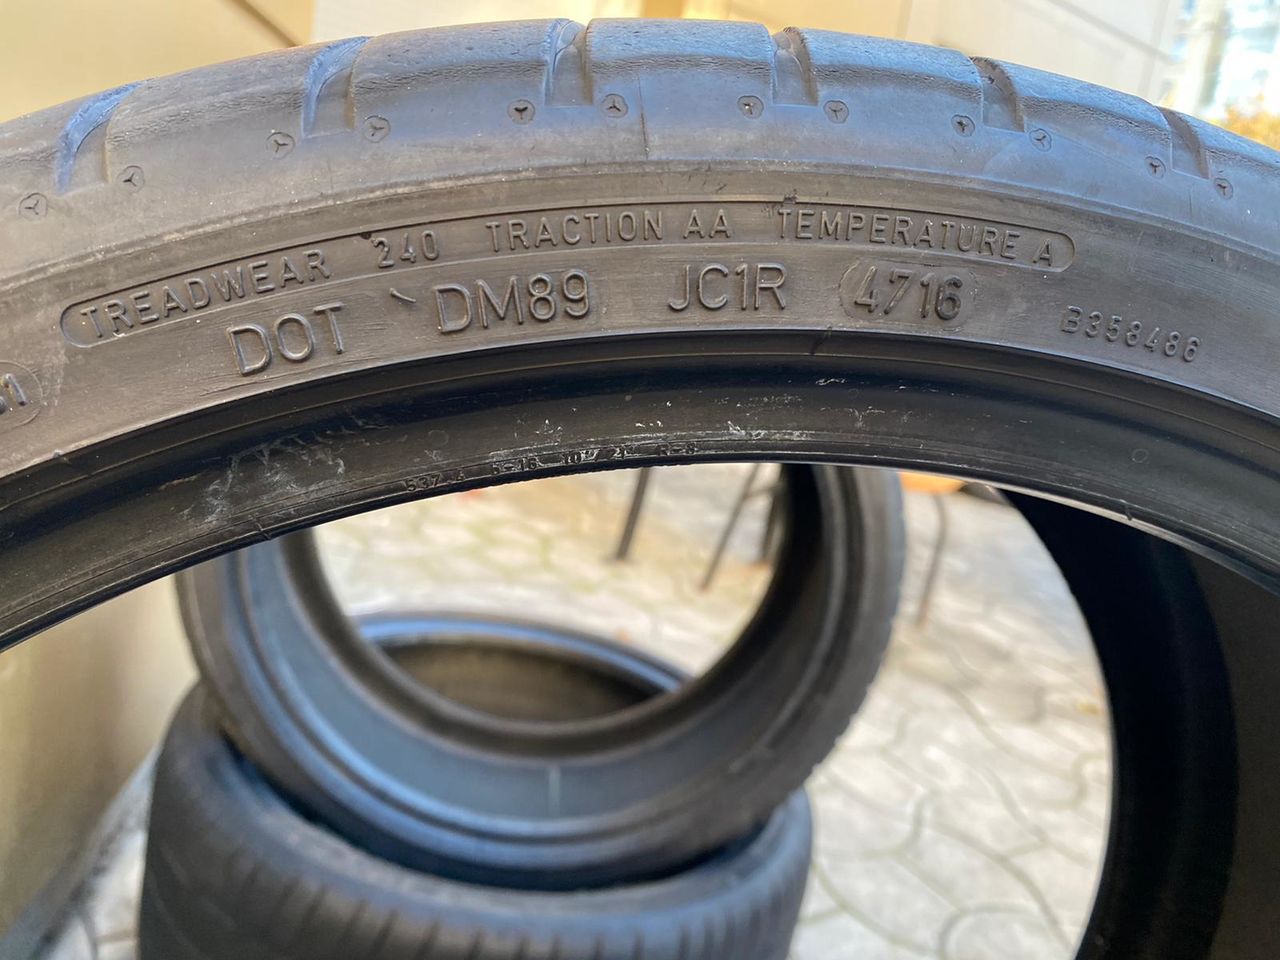 TREADWEAR 240 TRACTION AA TEMPERATURE A
DOT DM89 JC1R 4716
B358486